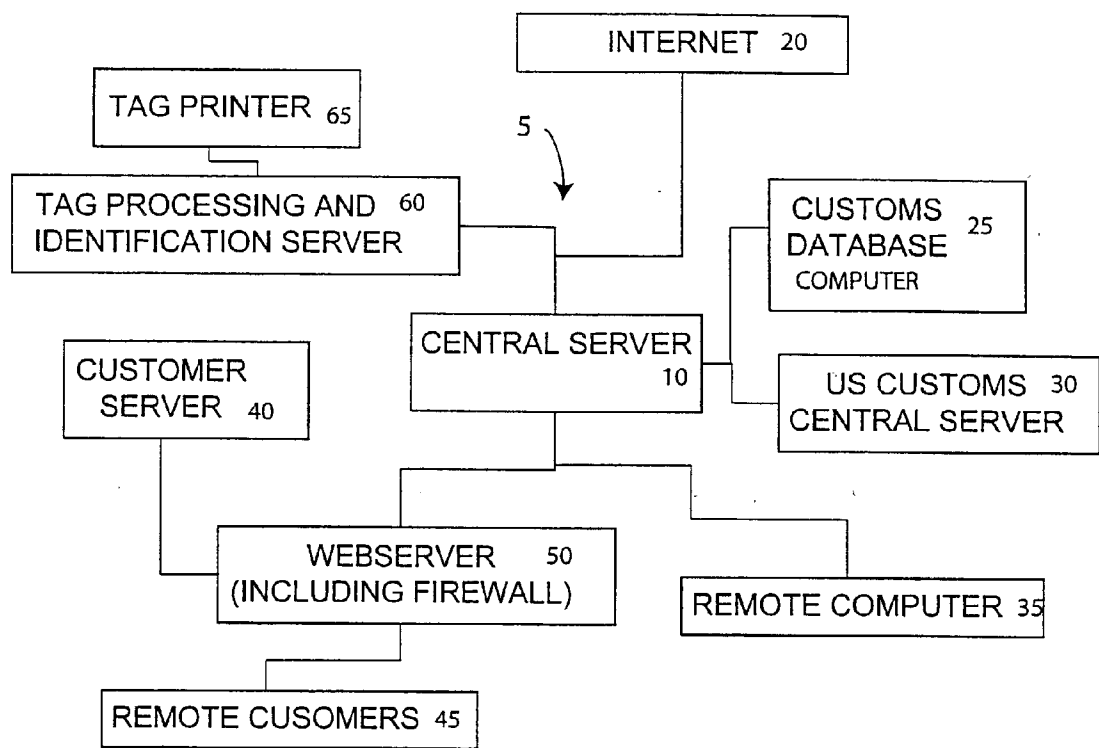 INTERNET 20
TAG PRINTER 65
5
TAG PROCESSING AND 60
IDENTIFICATION SERVER
CUSTOMS
DATABASE 25
COMPUTER
CENTRAL SERVER
10
CUSTOMER
SERVER 40
US CUSTOMS 30
CENTRAL SERVER
WEBSERVER 50
(INCLUDING FIREWALL)
REMOTE COMPUTER 35
REMOTE CUSOMERS 45